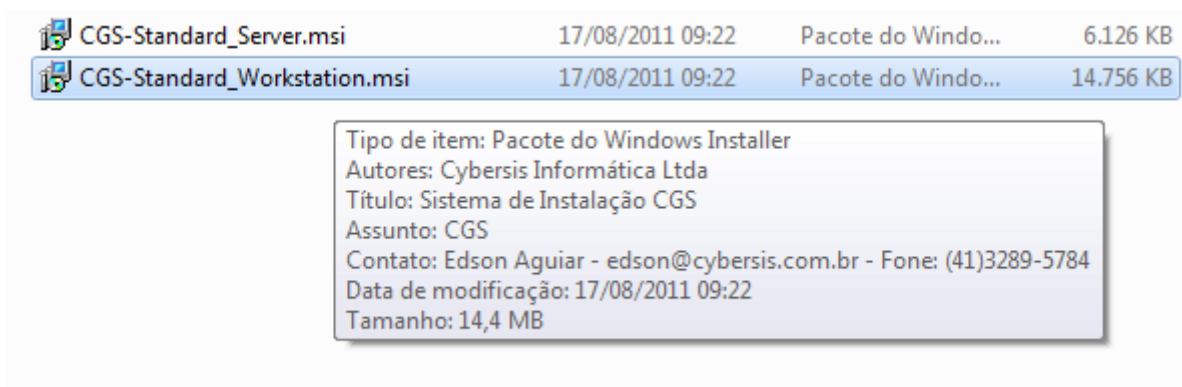 CGS-Standard_Server.msi 17/08/2011 09:22 Pacote do Windo... 6.126 KB
CGS-Standard_Workstation.msi 17/08/2011 09:22 Pacote do Windo... 14.756 KB
Tipo de item: Pacote do Windows Installer
Autores: Cybersis Informática Ltda
Título: Sistema de Instalação CGS
Assunto: CGS
Contato: Edson Aguiar - edson@cybersis.com.br - Fone: (41)3289-5784
Data de modificação: 17/08/2011 09:22
Tamanho: 14,4 MB